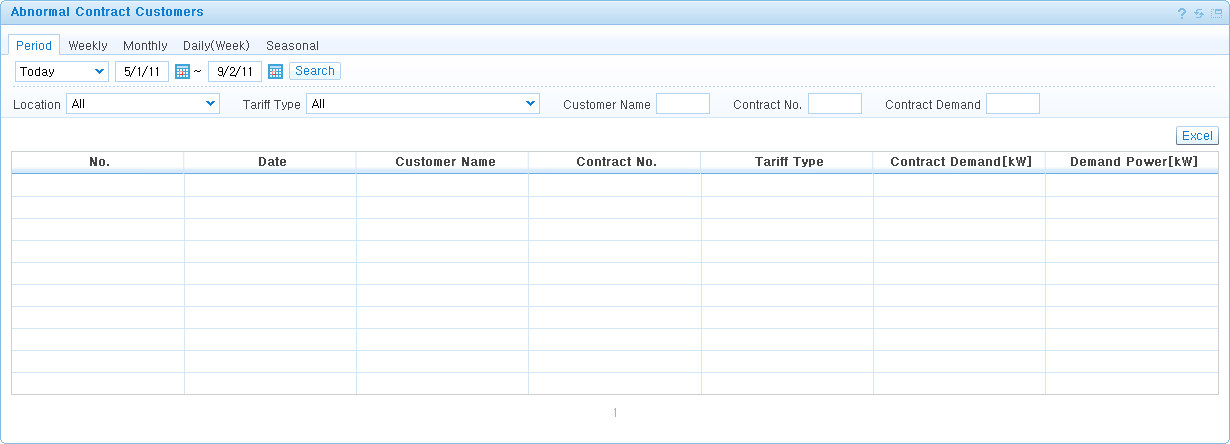 Abnormal Contract Customers ?
Period Weekly Monthly Daily(Week) Seasonal
Today 5/1/11 ~ 9/2/11 Search
Location All Tariff Type All Customer Name Contract No. Contract Demand
Excel
No. Date Customer Name Contract No. Tariff Type Contract Demand[kW] Demand Power[kW]
1